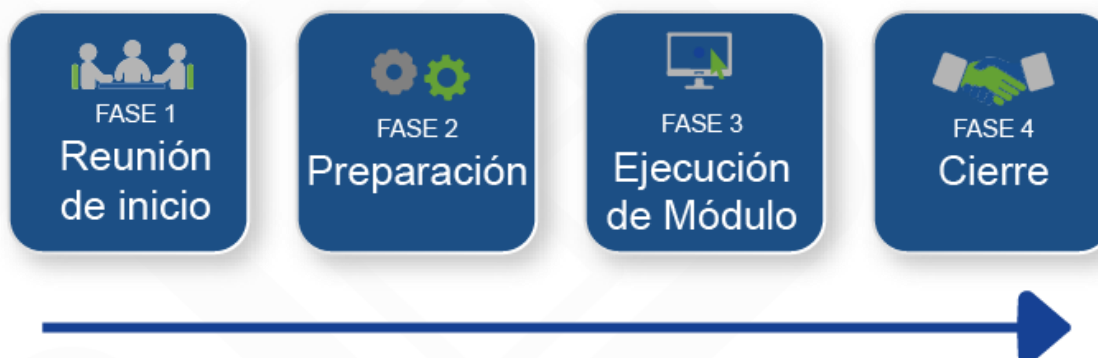 FASE 1
Reunión
de inicio
FASE 2
Preparación
FASE 3
Ejecución
de Módulo
FASE 4
Cierre